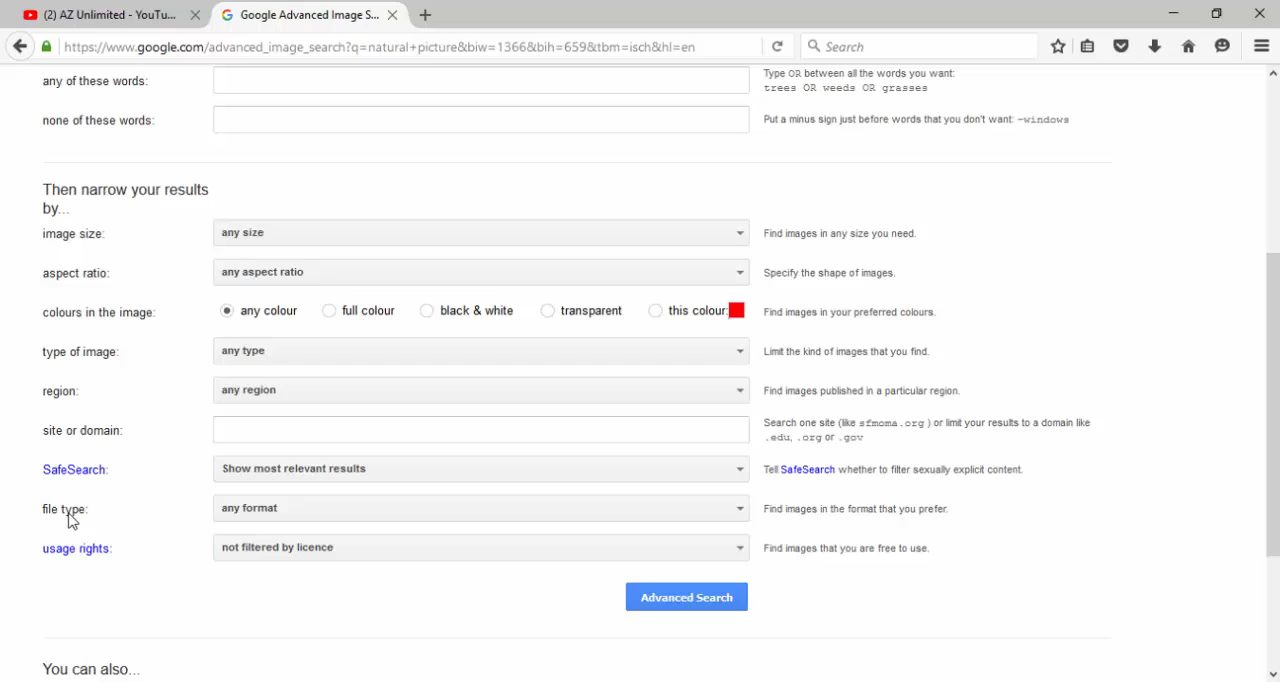 (2) AZ Unlimited - YouTu...
Google Advanced Image S...
https://www.google.com/advanced_image_search?q=natural+picture&biw=1366&bih=659&tbm=isch&hl=en
Search
any of these words:
Type OR between all the words you want:
trees OR weeds OR grasses
none of these words:
Put a minus sign just before words that you don't want: -windows
Then narrow your results
by...
image size:
any size
Find images in any size you need.
aspect ratio:
any aspect ratio
Specify the shape of images.
colours in the image:
any colour
full colour
black & white
transparent
this colour:
Find images in your preferred colours.
type of image:
any type
Limit the kind of images that you find.
region:
any region
Find images published in a particular region.
site or domain:
Search one site (like sfmoma.org ) or limit your results to a domain like
.edu, .org or .gov
SafeSearch:
Show most relevant results
Tell SafeSearch whether to filter sexually explicit content.
file type:
any format
Find images in the format that you prefer.
usage rights:
not filtered by licence
Find images that you are free to use.
Advanced Search
You can also...